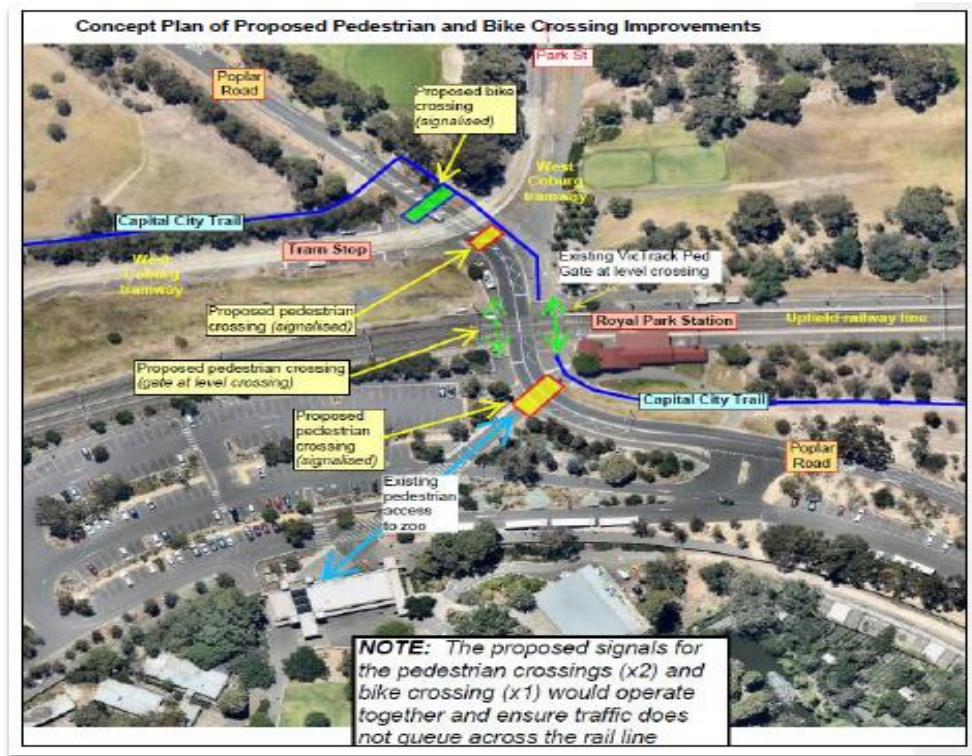 Concept Plan of Proposed Pedestrian and Bike Crossing Improvements
Park St
Poplar
Road
Proposed bike
crossing
(signalised)
West
Coburg
tramway
Capital City Trail
Tram Stop
West
Coburg
tramway
Existing VicTrack Ped
Gate at level crossing
Proposed pedestrian
crossing (signalised)
Royal Park Station
Upfield railway line
Proposed pedestrian crossing
(gate at level crossing)
Capital City Trail
Proposed
pedestrian
crossing
(signalised)
Poplar
Road
Existing
pedestrian
access
to zoo
NOTE: The proposed signals for
the pedestrian crossings (x2) and
bike crossing (x1) would operate
together and ensure traffic does
not queue across the rail line